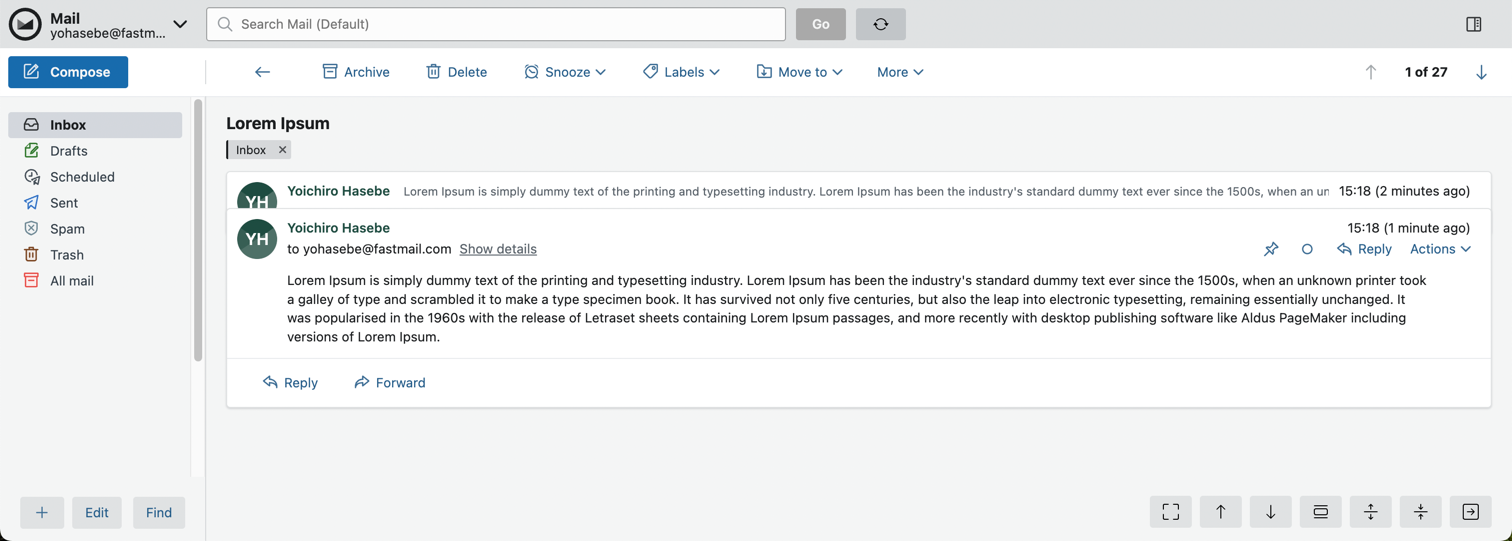 Mail
yohasebe@fastm...
Search Mail (Default)
Go
Compose
Archive
Delete
Snooze
Labels
Move to
More
1 of 27
Inbox
Drafts
Scheduled
Sent
Spam
Trash
All mail
Edit
Find
Lorem Ipsum
Inbox
YH
Yoichiro Hasebe Lorem Ipsum is simply dummy text of the printing and typesetting industry. Lorem Ipsum has been the industry's standard dummy text ever since the 1500s, when an un 15:18 (2 minutes ago)
YH
Yoichiro Hasebe 15:18 (1 minute ago)
to yohasebe@fastmail.com Show details
Reply
Actions
Lorem Ipsum is simply dummy text of the printing and typesetting industry. Lorem Ipsum has been the industry's standard dummy text ever since the 1500s, when an unknown printer took
a galley of type and scrambled it to make a type specimen book. It has survived not only five centuries, but also the leap into electronic typesetting, remaining essentially unchanged. It
was popularised in the 1960s with the release of Letraset sheets containing Lorem Ipsum passages, and more recently with desktop publishing software like Aldus PageMaker including
versions of Lorem Ipsum.
Reply
Forward